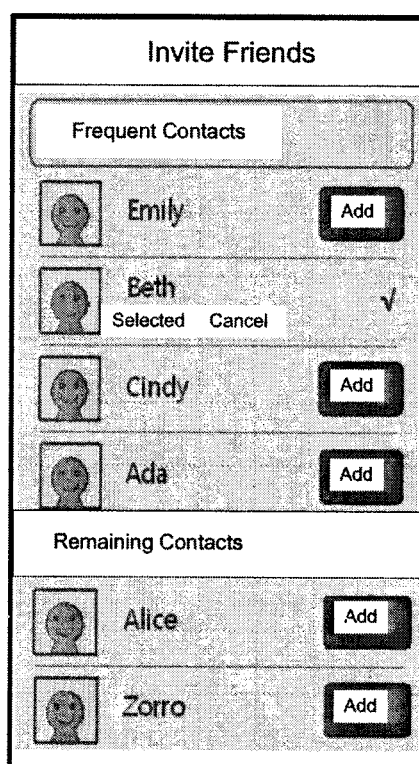 Invite Friends
Frequent Contacts
Emily Add
Beth √
Selected Cancel
Cindy Add
Ada Add
Remaining Contacts
Alice Add
Zorro Add